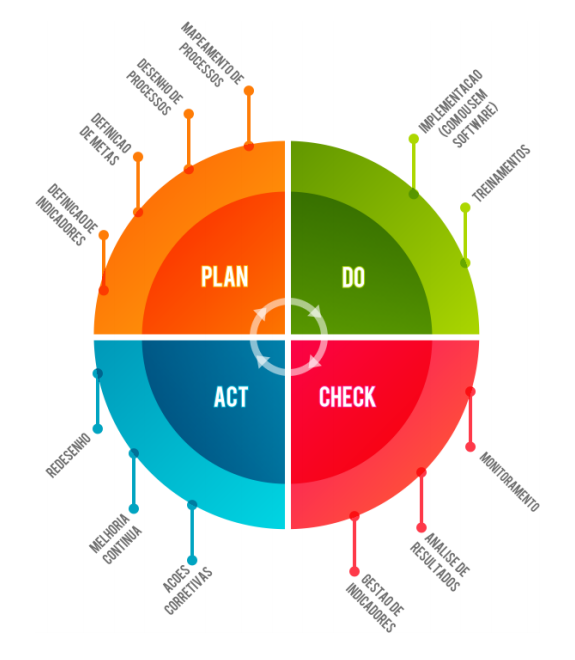 MAPEAMENTO DE
PROCESSOS
DESENHO DE
PROCESSOS
DEFINICAO
DE METAS
DEFINICAO DE
INDICADORES
IMPLEMENTACAO
(COM OU SEM
SOFTWARE)
TREINAMENTOS
PLAN
DO
ACT
CHECK
REDESENHO
MELHORIA
CONTINUA
ACOES
CORRETIVAS
MONITORAMENTO
ANALISE DE
RESULTADOS
GESTAO DE
INDICADORES